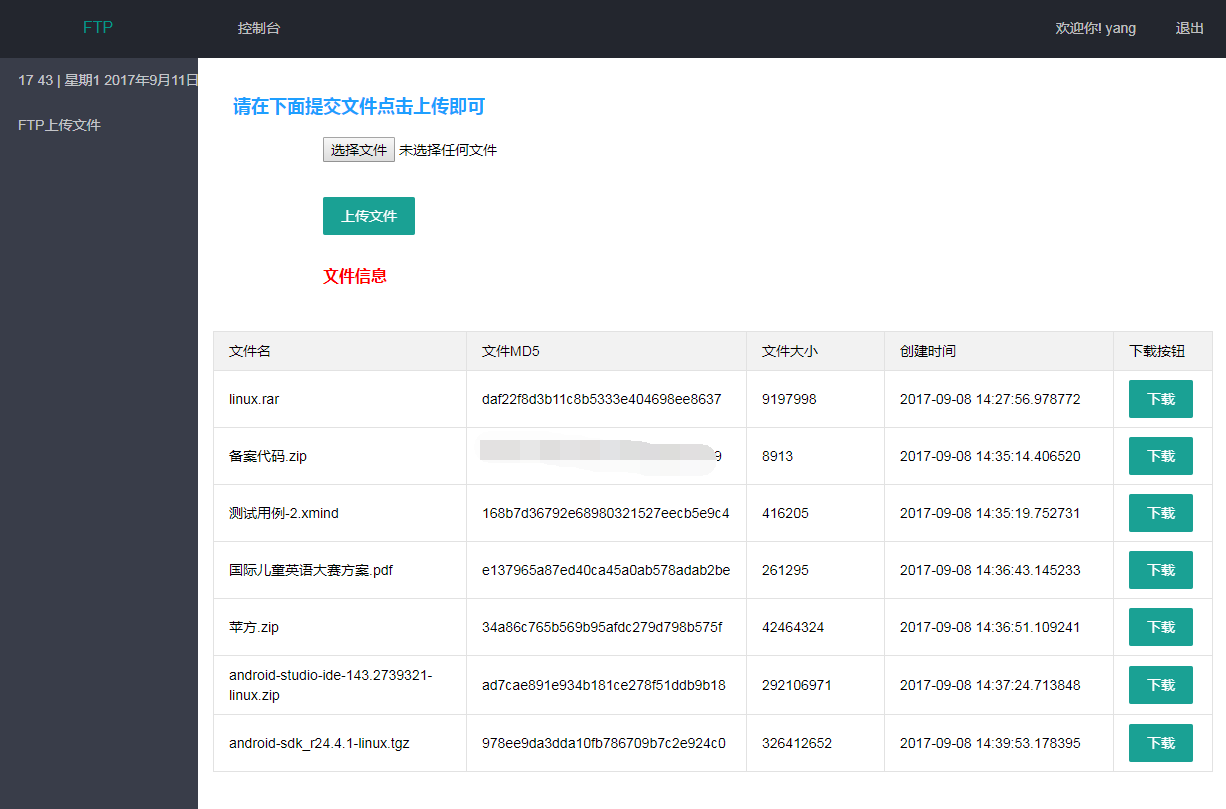 FTP
控制台
欢迎你! yang
退出
17 43 | 星期1 2017年9月11日
FTP上传文件
请在下面提交文件点击上传即可
选择文件 未选择任何文件
上传文件
文件信息
文件名 文件MD5 文件大小 创建时间 下载按钮
linux.rar daf22f8d3b11c8b5333e404698ee8637 9197998 2017-09-08 14:27:56.978772 下载
备案代码.zip 9 8913 2017-09-08 14:35:14.406520 下载
测试用例-2.xmind 168b7d36792e68980321527eecb5e9c4 416205 2017-09-08 14:35:19.752731 下载
国际儿童英语大赛方案.pdf e137965a87ed40ca45a0ab578adab2be 261295 2017-09-08 14:36:43.145233 下载
苹方.zip 34a86c765b569b95afdc279d798b575f 42464324 2017-09-08 14:36:51.109241 下载
android-studio-ide-143.2739321-
linux.zip ad7cae891e934b181ce278f51ddb9b18 292106971 2017-09-08 14:37:24.713848 下载
android-sdk_r24.4.1-linux.tgz 978ee9da3dda10fb786709b7c2e924c0 326412652 2017-09-08 14:39:53.178395 下载